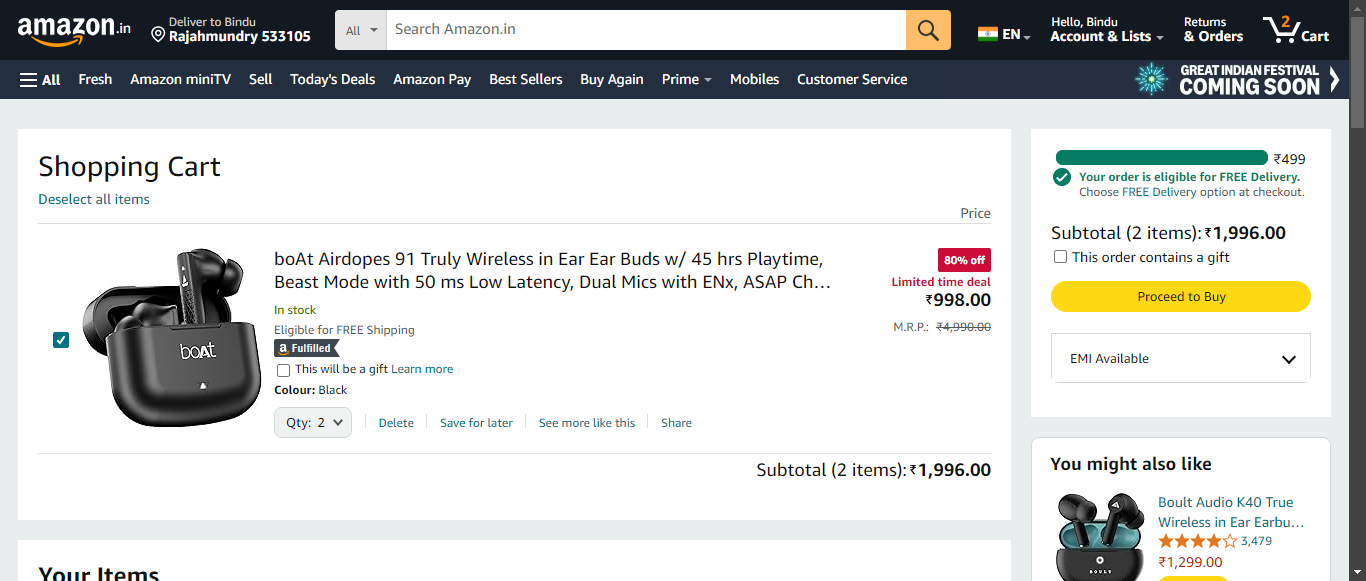 amazon.in
Deliver to Bindu
Rajahmundry 533105
All
Search Amazon.in
EN
Hello, Bindu
Account & Lists
Returns
& Orders
2
Cart
All
Fresh
Amazon miniTV
Sell
Today's Deals
Amazon Pay
Best Sellers
Buy Again
Prime
Mobiles
Customer Service
GREAT INDIAN FESTIVAL
COMING SOON
Shopping Cart
Deselect all items
Price
boAt
boAt Airdopes 91 Truly Wireless in Ear Ear Buds w/ 45 hrs Playtime,
Beast Mode with 50 ms Low Latency, Dual Mics with ENx, ASAP Ch…
In stock
Eligible for FREE Shipping
a Fulfilled
This will be a gift Learn more
Colour: Black
Qty: 2
Delete
Save for later
See more like this
Share
80% off
Limited time deal
₹998.00
M.R.P.: ₹4,990.00
Subtotal (2 items): ₹1,996.00
Your Items
₹499
Your order is eligible for FREE Delivery.
Choose FREE Delivery option at checkout.
Subtotal (2 items): ₹1,996.00
This order contains a gift
Proceed to Buy
EMI Available
You might also like
BOULT
Boult Audio K40 True
Wireless in Ear Earbu…
3,479
₹1,299.00